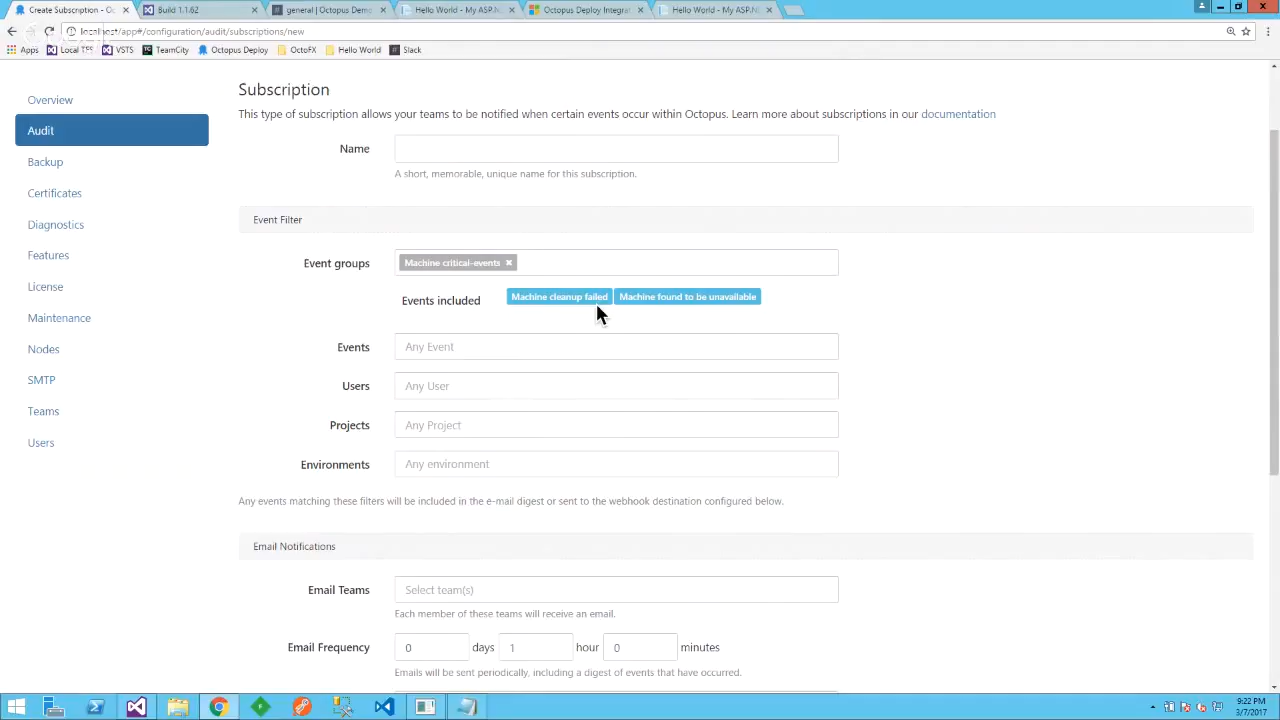 Create Subscription - Oc
Build 1.1.62
general | Octopus Demo
Hello World - My ASP.N
Octopus Deploy Integrat
Hello World - My ASP.N
localhost/app#/configuration/audit/subscriptions/new
Apps Local TFS VSTS TeamCity Octopus Deploy OctoFX Hello World Slack
Subscription
Overview
This type of subscription allows your teams to be notified when certain events occur within Octopus. Learn more about subscriptions in our documentation
Audit
Name
Backup
A short, memorable, unique name for this subscription.
Certificates
Event Filter
Diagnostics
Features
Event groups Machine critical-events ×
License
Events included Machine cleanup failed Machine found to be unavailable
Maintenance
Nodes
Events Any Event
SMTP
Users Any User
Teams
Projects Any Project
Users
Environments Any environment
Any events matching these filters will be included in the e-mail digest or sent to the webhook destination configured below.
Email Notifications
Email Teams Select team(s)
Each member of these teams will receive an email.
Email Frequency 0 days 1 hour 0 minutes
Emails will be sent periodically, including a digest of events that have occurred.
9:22 PM
3/7/2017